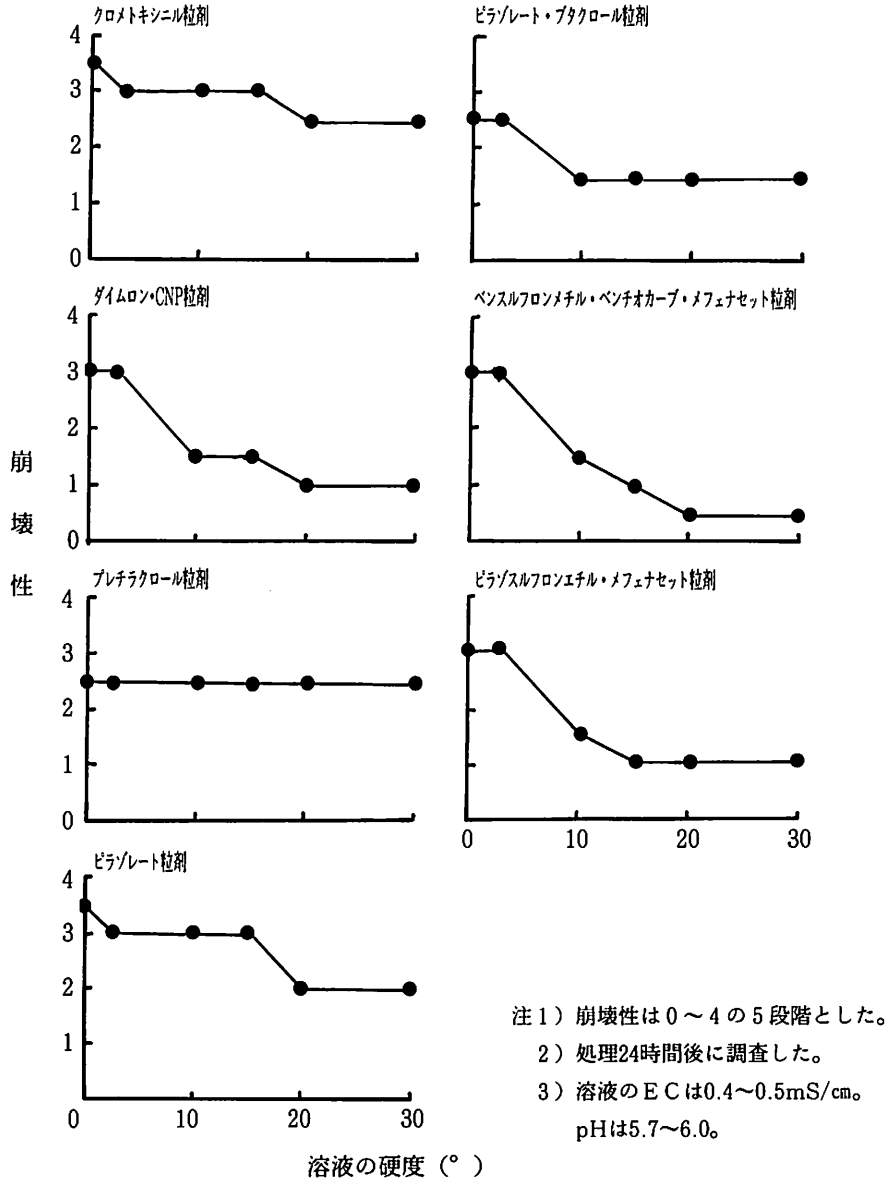 クロメトキシニル粒剤
4
3
2
1
0
ピラゾレート・ブタクロール粒剤
ダイムロン・CNP粒剤
4
3
2
1
0
ベンスルフロンメチル・ベンチオカーブ・メフェナセット粒剤
崩壊性
プレチラクロール粒剤
4
3
2
1
0
ピラゾスルフロンエチル・メフェナセット粒剤
0 10 20 30
ピラゾレート粒剤
4
3
2
1
0 10 20 30
溶液の硬度（°）
注1）崩壊性は0～4の5段階とした。
2）処理24時間後に調査した。
3）溶液のECは0.4～0.5mS/㎝。
pHは5.7～6.0。